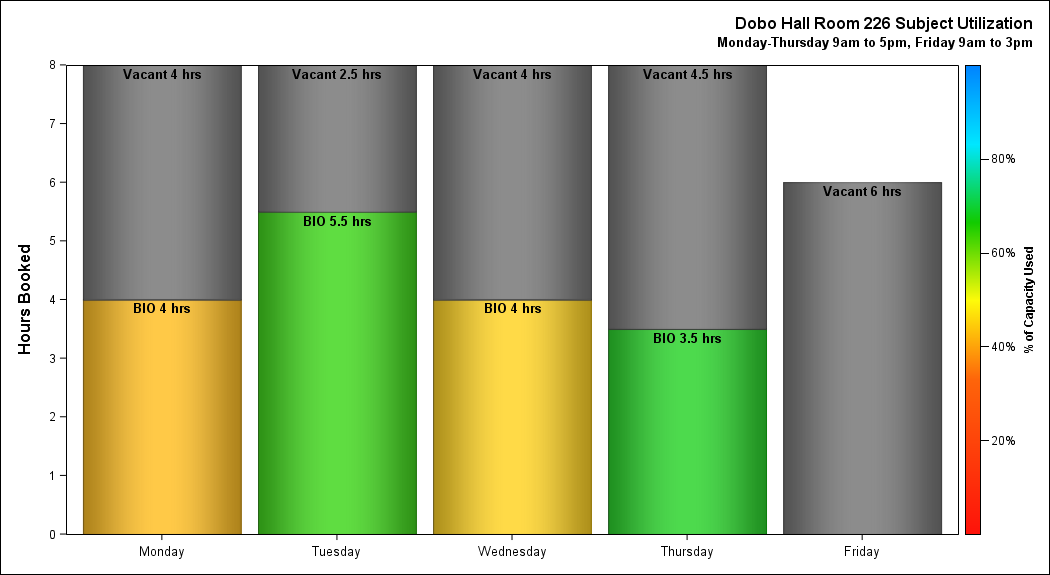 Dobo Hall Room 226 Subject Utilization
Monday-Thursday 9am to 5pm, Friday 9am to 3pm
Hours Booked
8
7
6
5
4
3
2
1
0
Vacant 4 hrs
BIO 4 hrs
Vacant 2.5 hrs
BIO 5.5 hrs
Vacant 4 hrs
BIO 4 hrs
Vacant 4.5 hrs
BIO 3.5 hrs
Vacant 6 hrs
Monday
Tuesday
Wednesday
Thursday
Friday
80%
60%
40%
20%
% of Capacity Used